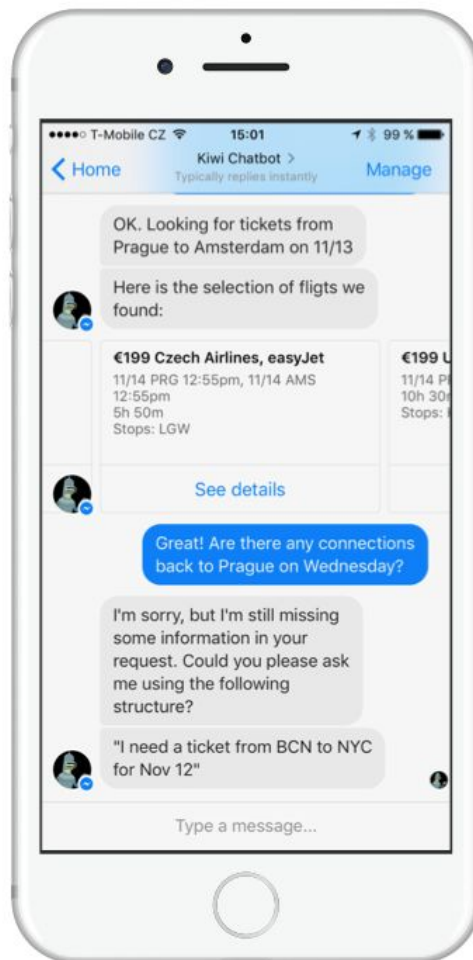 T-Mobile CZ
15:01
99 %
Home
Kiwi Chatbot >
Typically replies instantly
Manage
OK. Looking for tickets from
Prague to Amsterdam on 11/13
Here is the selection of fligts we
found:
€199 Czech Airlines, easyJet
11/14 PRG 12:55pm, 11/14 AMS
12:55pm
5h 50m
Stops: LGW
See details
€199
11/14
10h
Stops:
Great! Are there any connections
back to Prague on Wednesday?
I'm sorry, but I'm still missing
some information in your
request. Could you please ask
me using the following
structure?
"I need a ticket from BCN to NYC
for Nov 12"
Type a message...